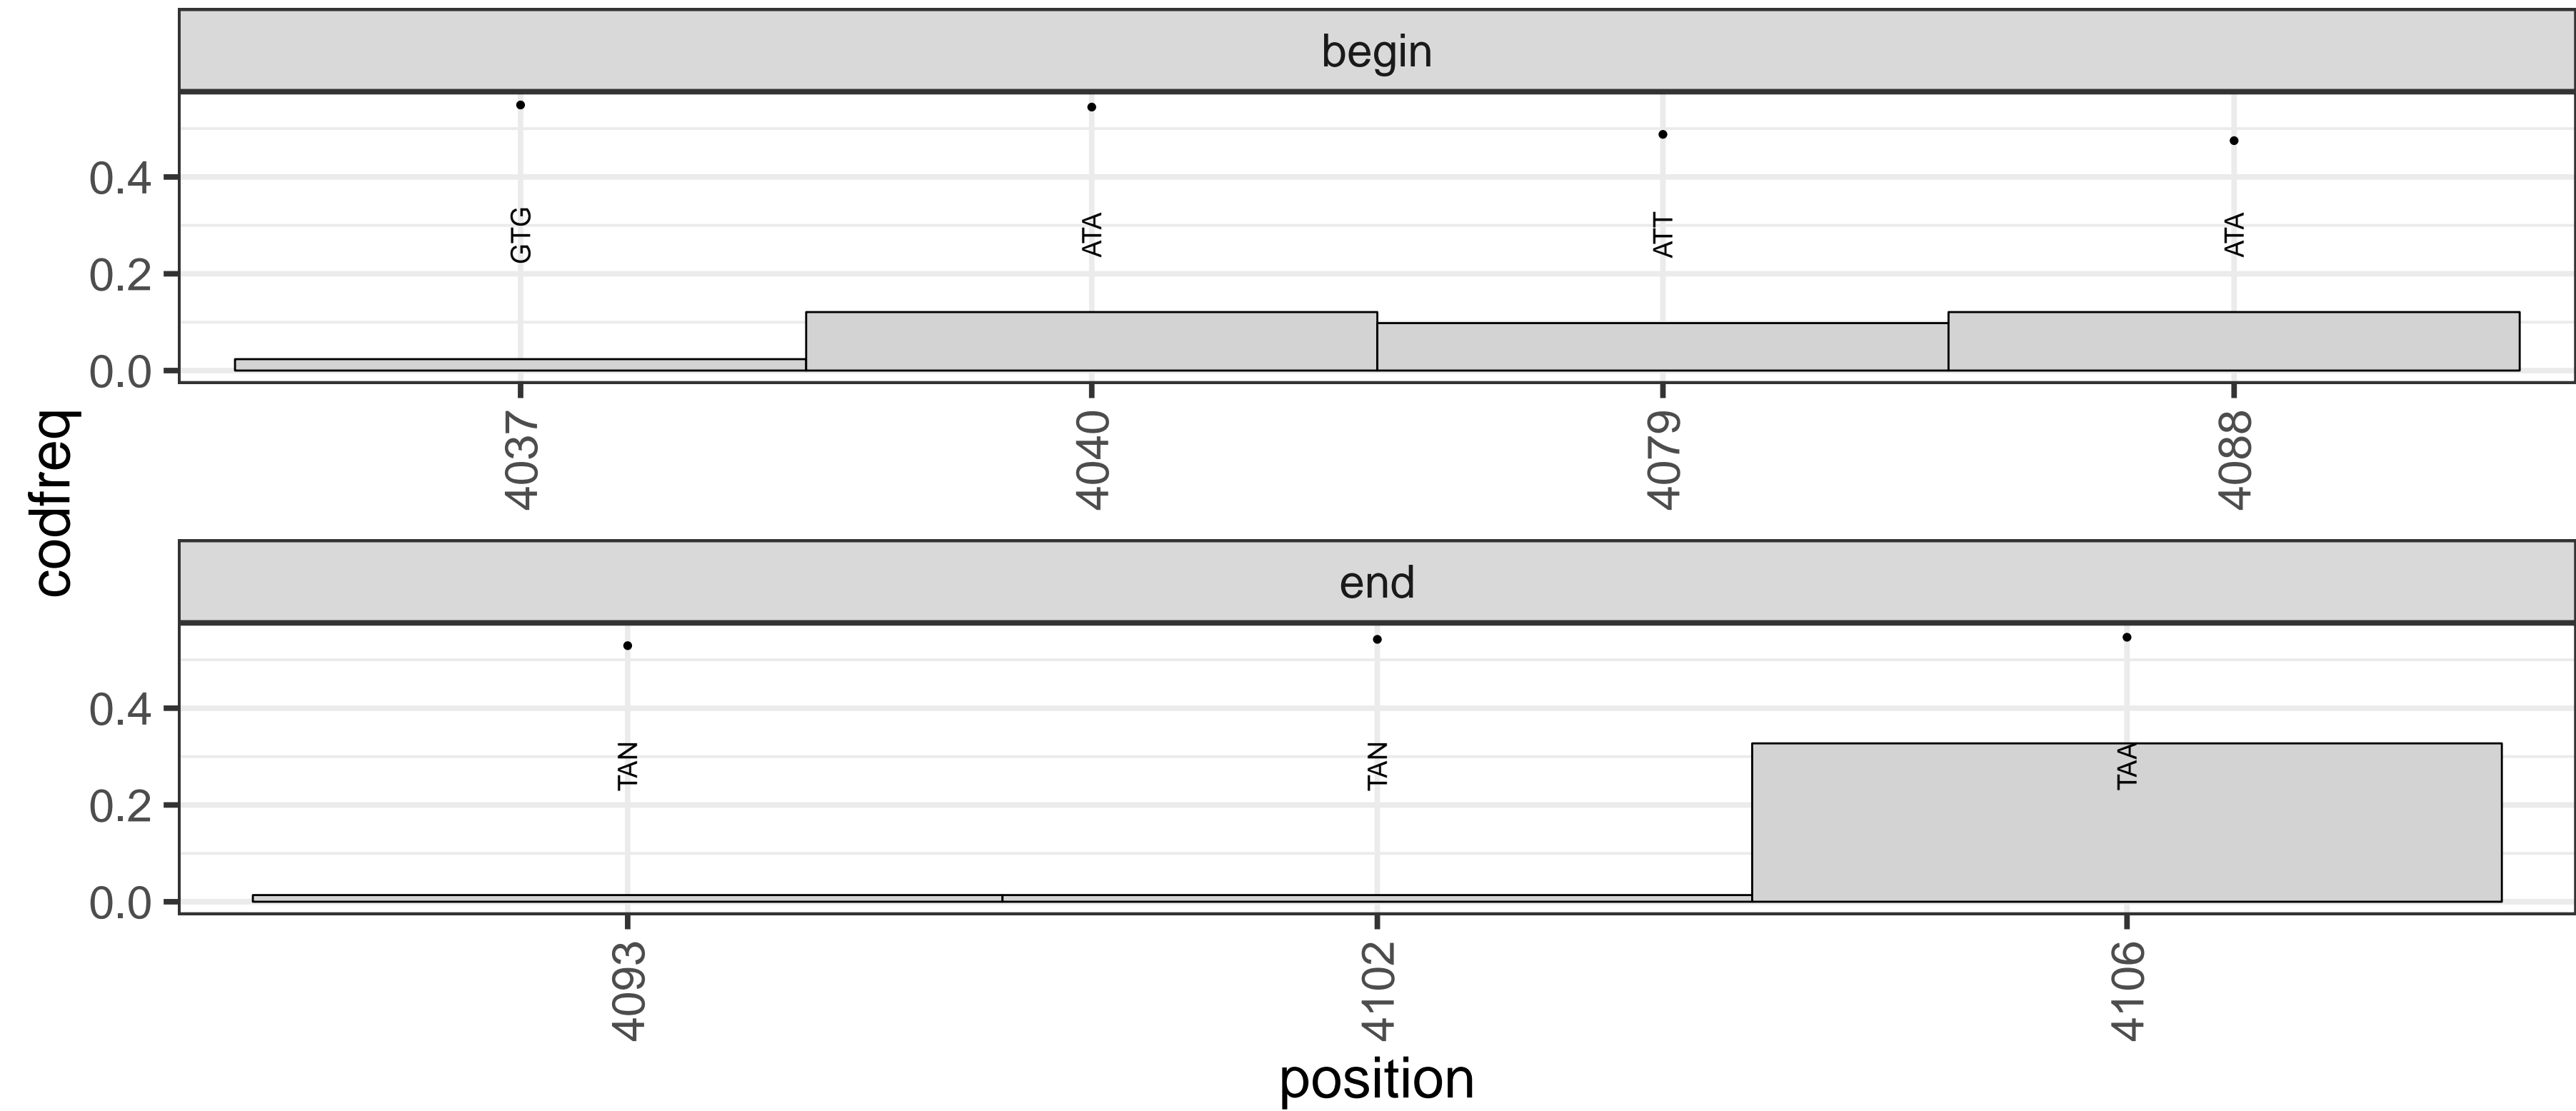 begin
0.4
0.2
0.0
GTG
ATA
ATT
ATA
4037
4040
4079
4088
codfreq
end
0.4
0.2
0.0
TAN
TAN
TAA
4093
4102
4106
position